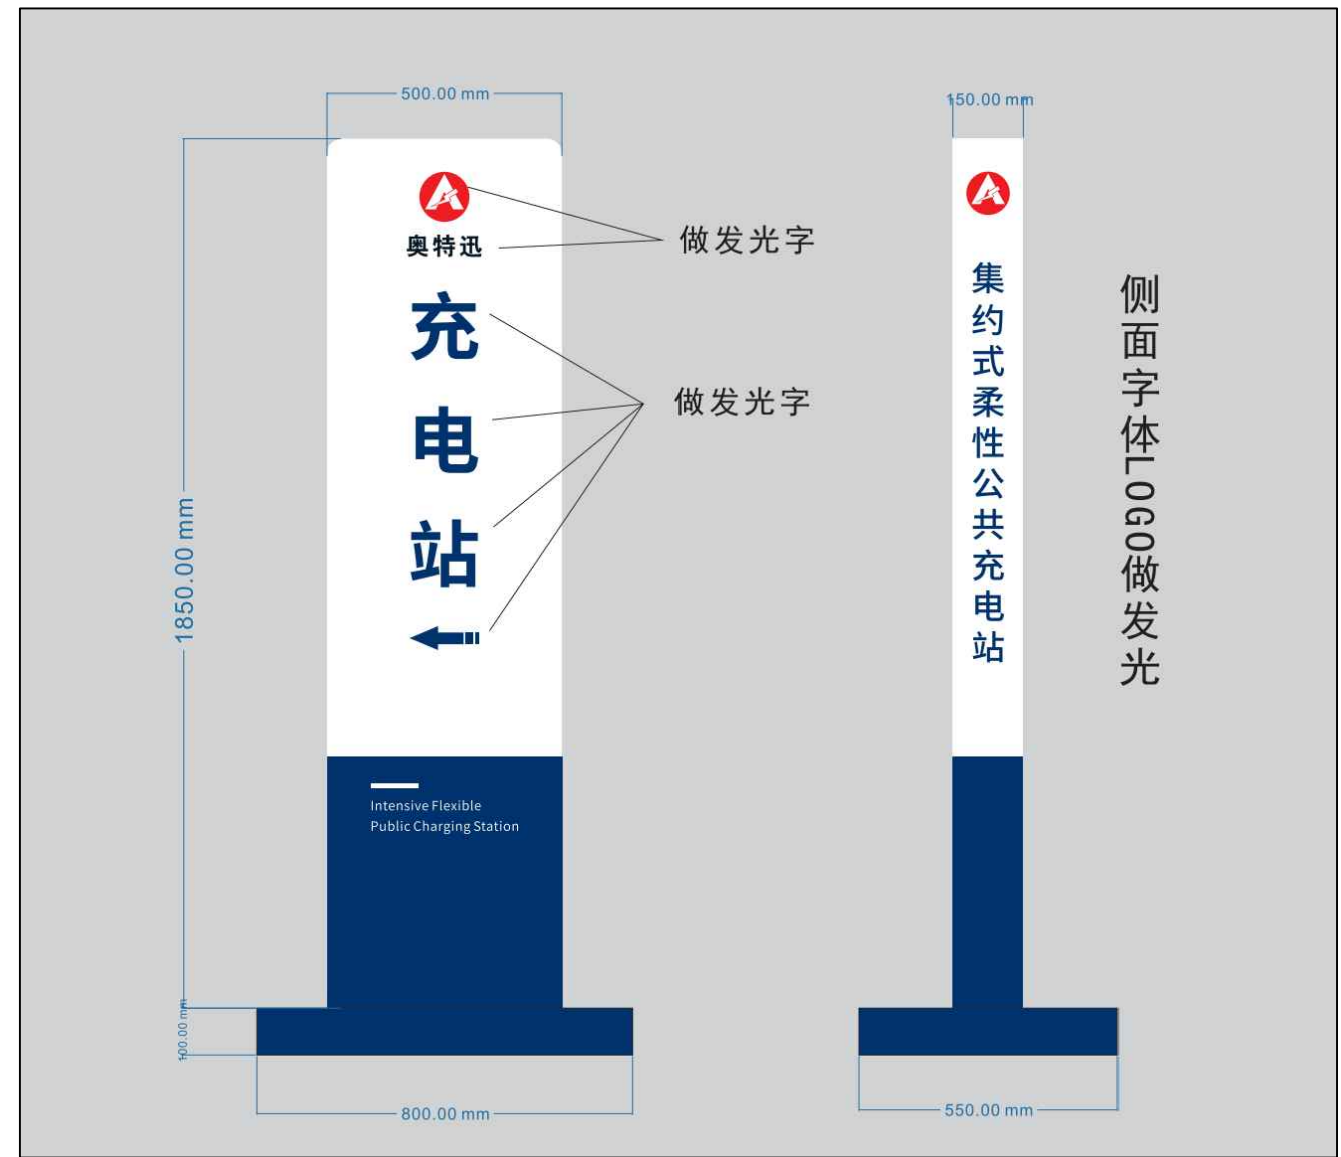 500.00 mm
150.00 mm
奥特迅
做发光字
充
电
站
做发光字
1850.00 mm
Intensive Flexible
Public Charging Station
100.00 mm
800.00 mm
集约式柔性公共充电站
侧面字体LOGO做发光
550.00 mm